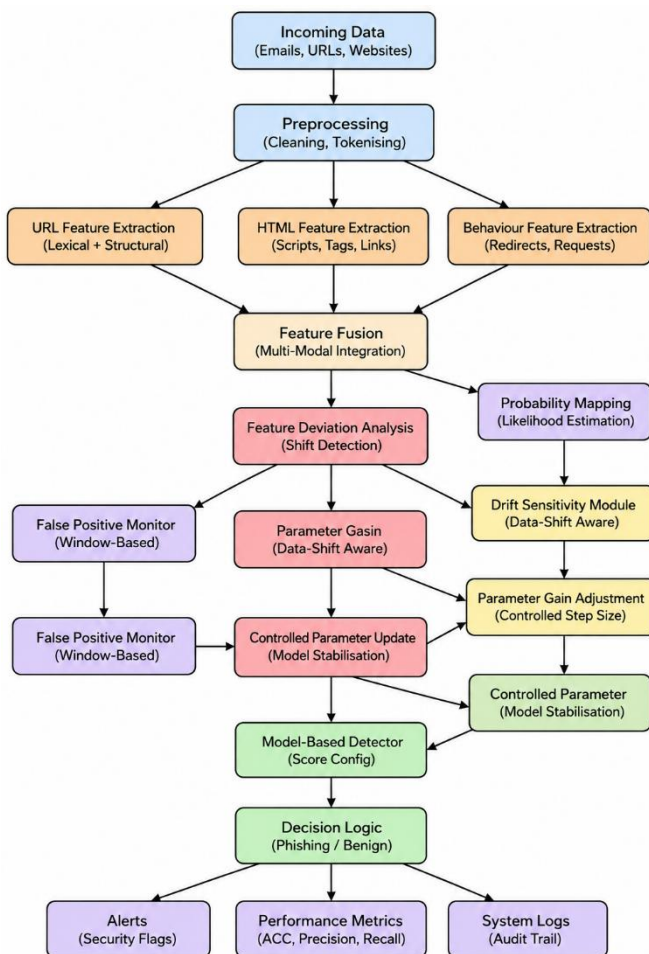 Incoming Data
(Emails, URLs, Websites)
Preprocessing
(Cleaning, Tokenising)
URL Feature Extraction
(Lexical + Structural)
HTML Feature Extraction
(Scripts, Tags, Links)
Behaviour Feature Extraction
(Redirects, Requests)
Feature Fusion
(Multi-Modal Integration)
Probability Mapping
(Likelihood Estimation)
Feature Deviation Analysis
(Shift Detection)
False Positive Monitor
(Window-Based)
Parameter Gasin
(Data-Shift Aware)
Drift Sensitivity Module
(Data-Shift Aware)
Parameter Gain Adjustment
(Controlled Step Size)
False Positive Monitor
(Window-Based)
Controlled Parameter Update
(Model Stabilisation)
Controlled Parameter
(Model Stabilisation)
Model-Based Detector
(Score Config)
Decision Logic
(Phishing / Benign)
Alerts
(Security Flags)
Performance Metrics
(ACC, Precision, Recall)
System Logs
(Audit Trail)